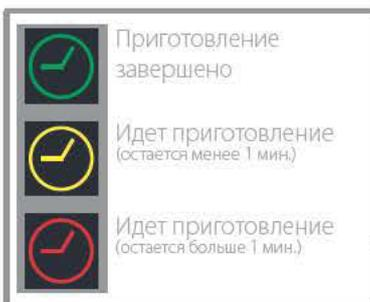 Приготовление
завершено
Идет приготовление
(остается менее 1 мин.)
Идет приготовление
(остается больше 1 мин.)